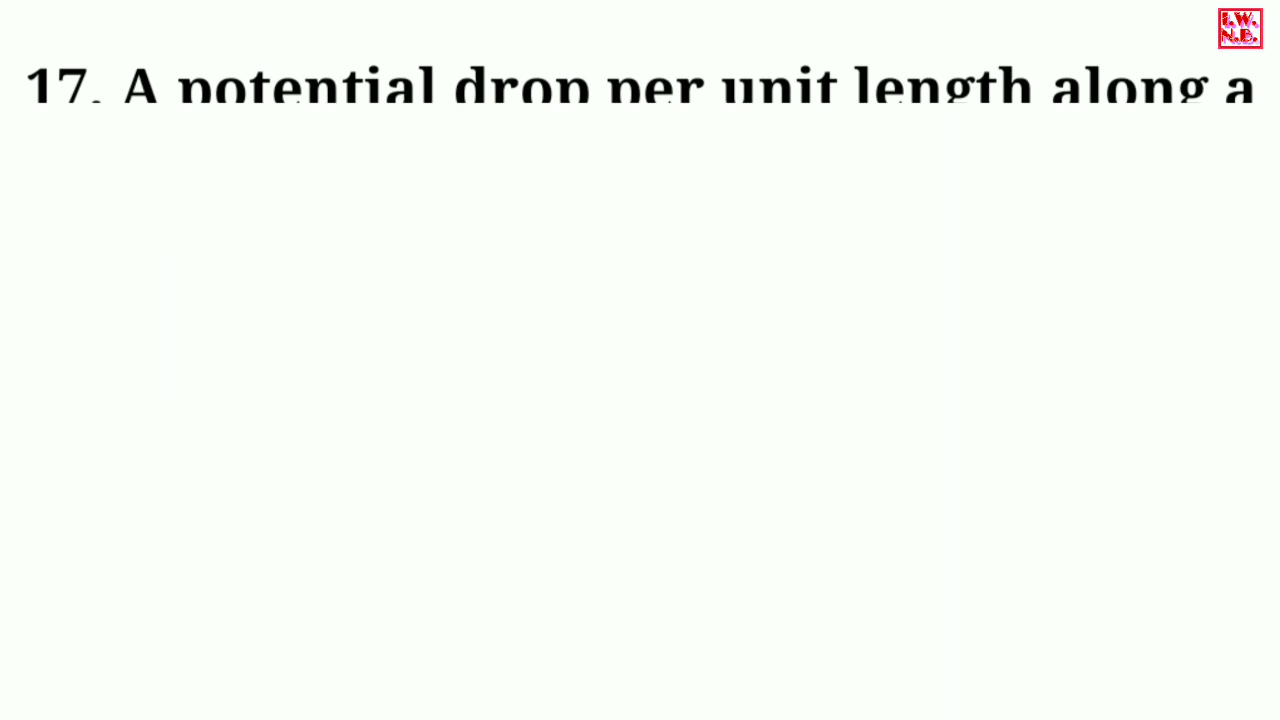 I.W.
N.B.
17. A potential drop per unit length along a